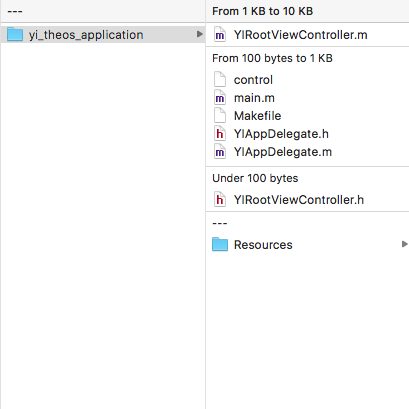 ---
yi_theos_application
From 1 KB to 10 KB
m YIRootViewController.m
From 100 bytes to 1 KB
control
m main.m
Makefile
h YIAppDelegate.h
m YIAppDelegate.m
Under 100 bytes
h YIRootViewController.h
---
Resources